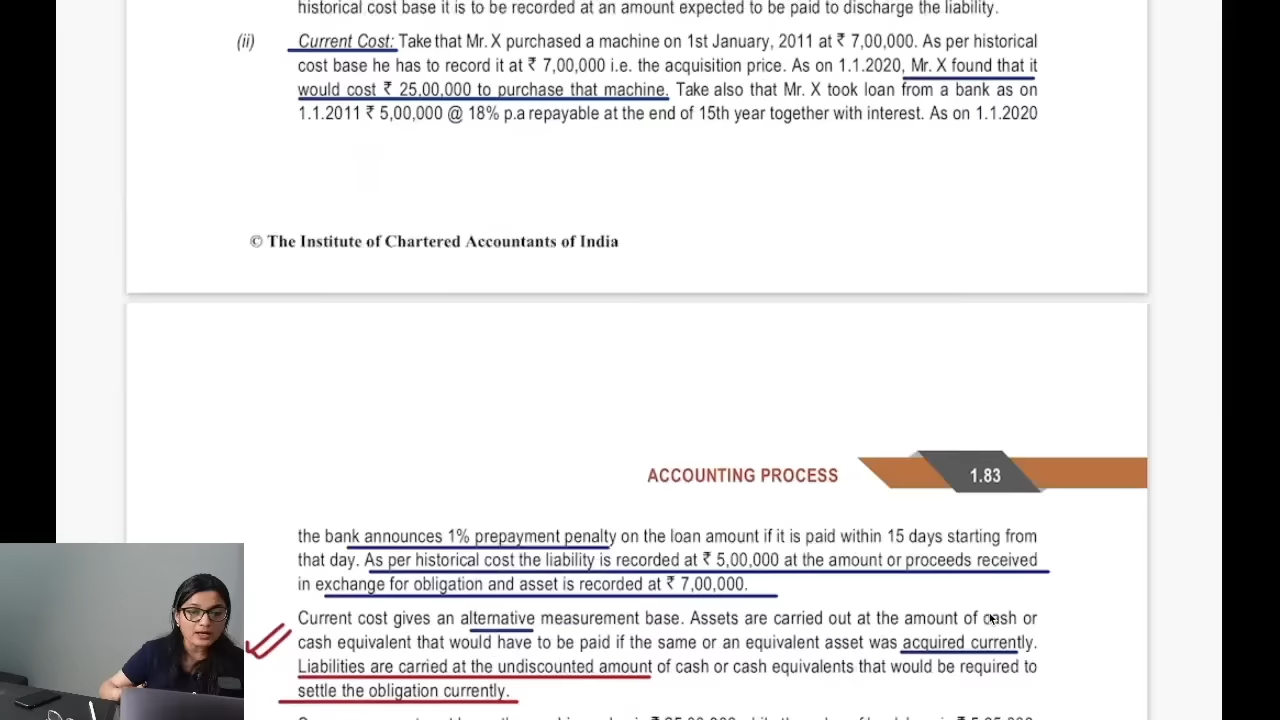 historical cost base it is to be recorded at an amount expected to be paid to discharge the liability.
(ii) Current Cost: Take that Mr. X purchased a machine on 1st January, 2011 at ₹ 7,00,000. As per historical
cost base he has to record it at ₹ 7,00,000 i.e. the acquisition price. As on 1.1.2020, Mr. X found that it
would cost ₹ 25,00,000 to purchase that machine. Take also that Mr. X took loan from a bank as on
1.1.2011 ₹ 5,00,000 @ 18% p.a repayable at the end of 15th year together with interest. As on 1.1.2020
© The Institute of Chartered Accountants of India
ACCOUNTING PROCESS 1.83
the bank announces 1% prepayment penalty on the loan amount if it is paid within 15 days starting from
that day. As per historical cost the liability is recorded at ₹ 5,00,000 at the amount or proceeds received
in exchange for obligation and asset is recorded at ₹ 7,00,000.
Current cost gives an alternative measurement base. Assets are carried out at the amount of cash or
cash equivalent that would have to be paid if the same or an equivalent asset was acquired currently.
Liabilities are carried at the undiscounted amount of cash or cash equivalents that would be required to
settle the obligation currently.